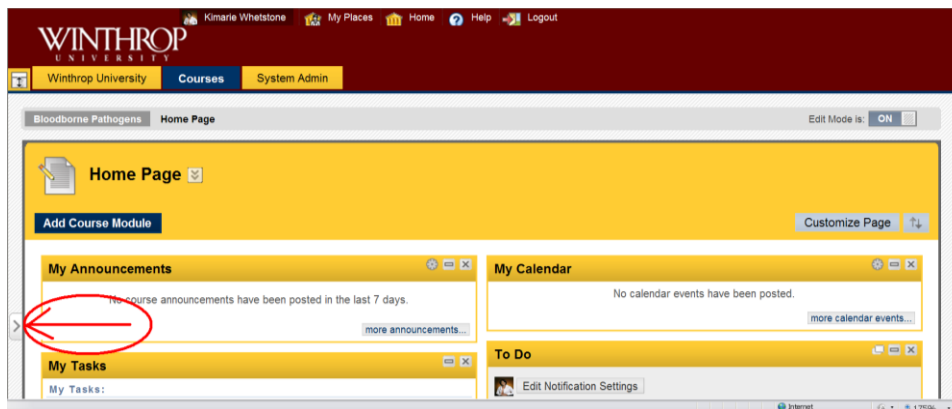 Kimarie Whetstone My Places Home Help Logout
WINTHROP
UNIVERSITY
Winthrop University Courses System Admin
Bloodborne Pathogens Home Page Edit Mode is: ON
Home Page
Add Course Module Customize Page
My Announcements
No course announcements have been posted in the last 7 days.
more announcements...
My Calendar
No calendar events have been posted.
more calendar events...
My Tasks
My Tasks:
To Do
Edit Notification Settings
Internet 175%